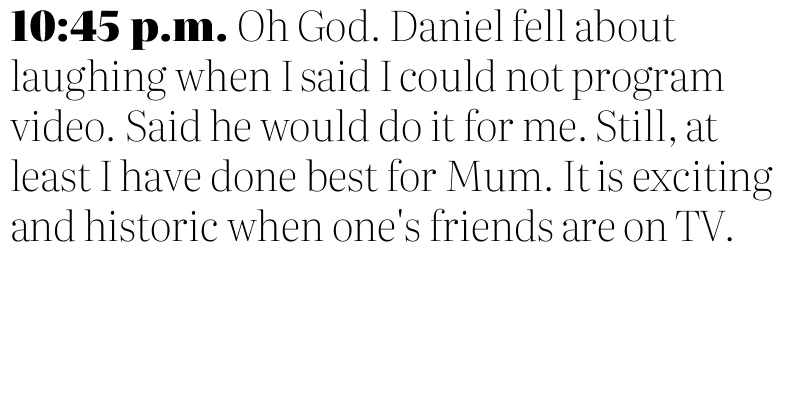 10:45 p.m. Oh God. Daniel fell about
laughing when I said I could not program
video. Said he would do it for me. Still, at
least I have done best for Mum. It is exciting
and historic when one's friends are on TV.